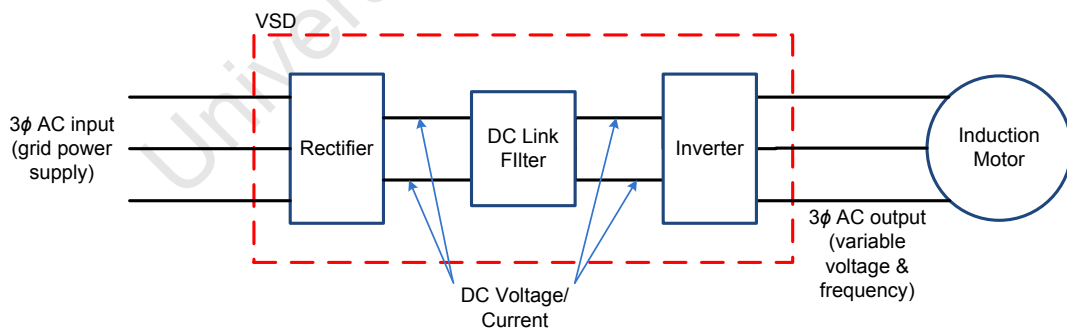 VSD
3ϕ AC input
(grid power
supply)
Rectifier
DC Link
FIlter
Inverter
Induction
Motor
3ϕ AC output
(variable
voltage &
frequency)
DC Voltage/
Current